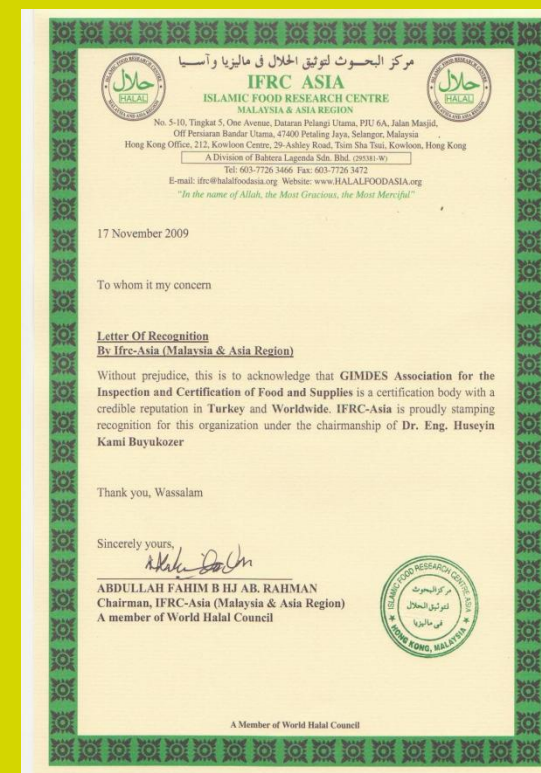 مركز البحـــوث لتوثيق الحلال في ماليزيا و آســـيا
IFRC ASIA
ISLAMIC FOOD RESEARCH CENTRE
MALAYSIA & ASIA REGION
حلال
HALAL
حلال
HALAL
No. 5-10, Tingkat 5, One Avenue, Dataran Pelangi Utama, PJU 6A, Jalan Masjid,
Off Persiaran Bandar Utama, 47400 Petaling Jaya, Selangor, Malaysia
Hong Kong Office, 212, Kowloon Centre, 29-Ashley Road, Tsim Sha Tsui, Kowloon, Hong Kong
A Division of Bahtera Lagenda Sdn. Bhd. (295381-W)
Tel: 603-7726 3466 Fax: 603-7726 3472
E-mail: ifrc@halalfoodasia.org Website: www.HALALFOODASIA.org
"In the name of Allah, the Most Gracious, the Most Merciful"
17 November 2009
To whom it my concern
Letter Of Recognition
By Ifrc-Asia (Malaysia & Asia Region)
Without prejudice, this is to acknowledge that GIMDES Association for the
Inspection and Certification of Food and Supplies is a certification body with a
credible reputation in Turkey and Worldwide. IFRC-Asia is proudly stamping
recognition for this organization under the chairmanship of Dr. Eng. Huseyin
Kami Buyukozer
Thank you, Wassalam
Sincerely yours,
ABDULLAH FAHIM B HJ AB. RAHMAN
Chairman, IFRC-Asia (Malaysia & Asia Region)
A member of World Halal Council
ISLAMIC FOOD RESEARCH CENTRE ASIA
مركز البحوث
لتوثيق الحلال
في ماليزيا
HONG KONG, MALAYSIA
A Member of World Halal Council